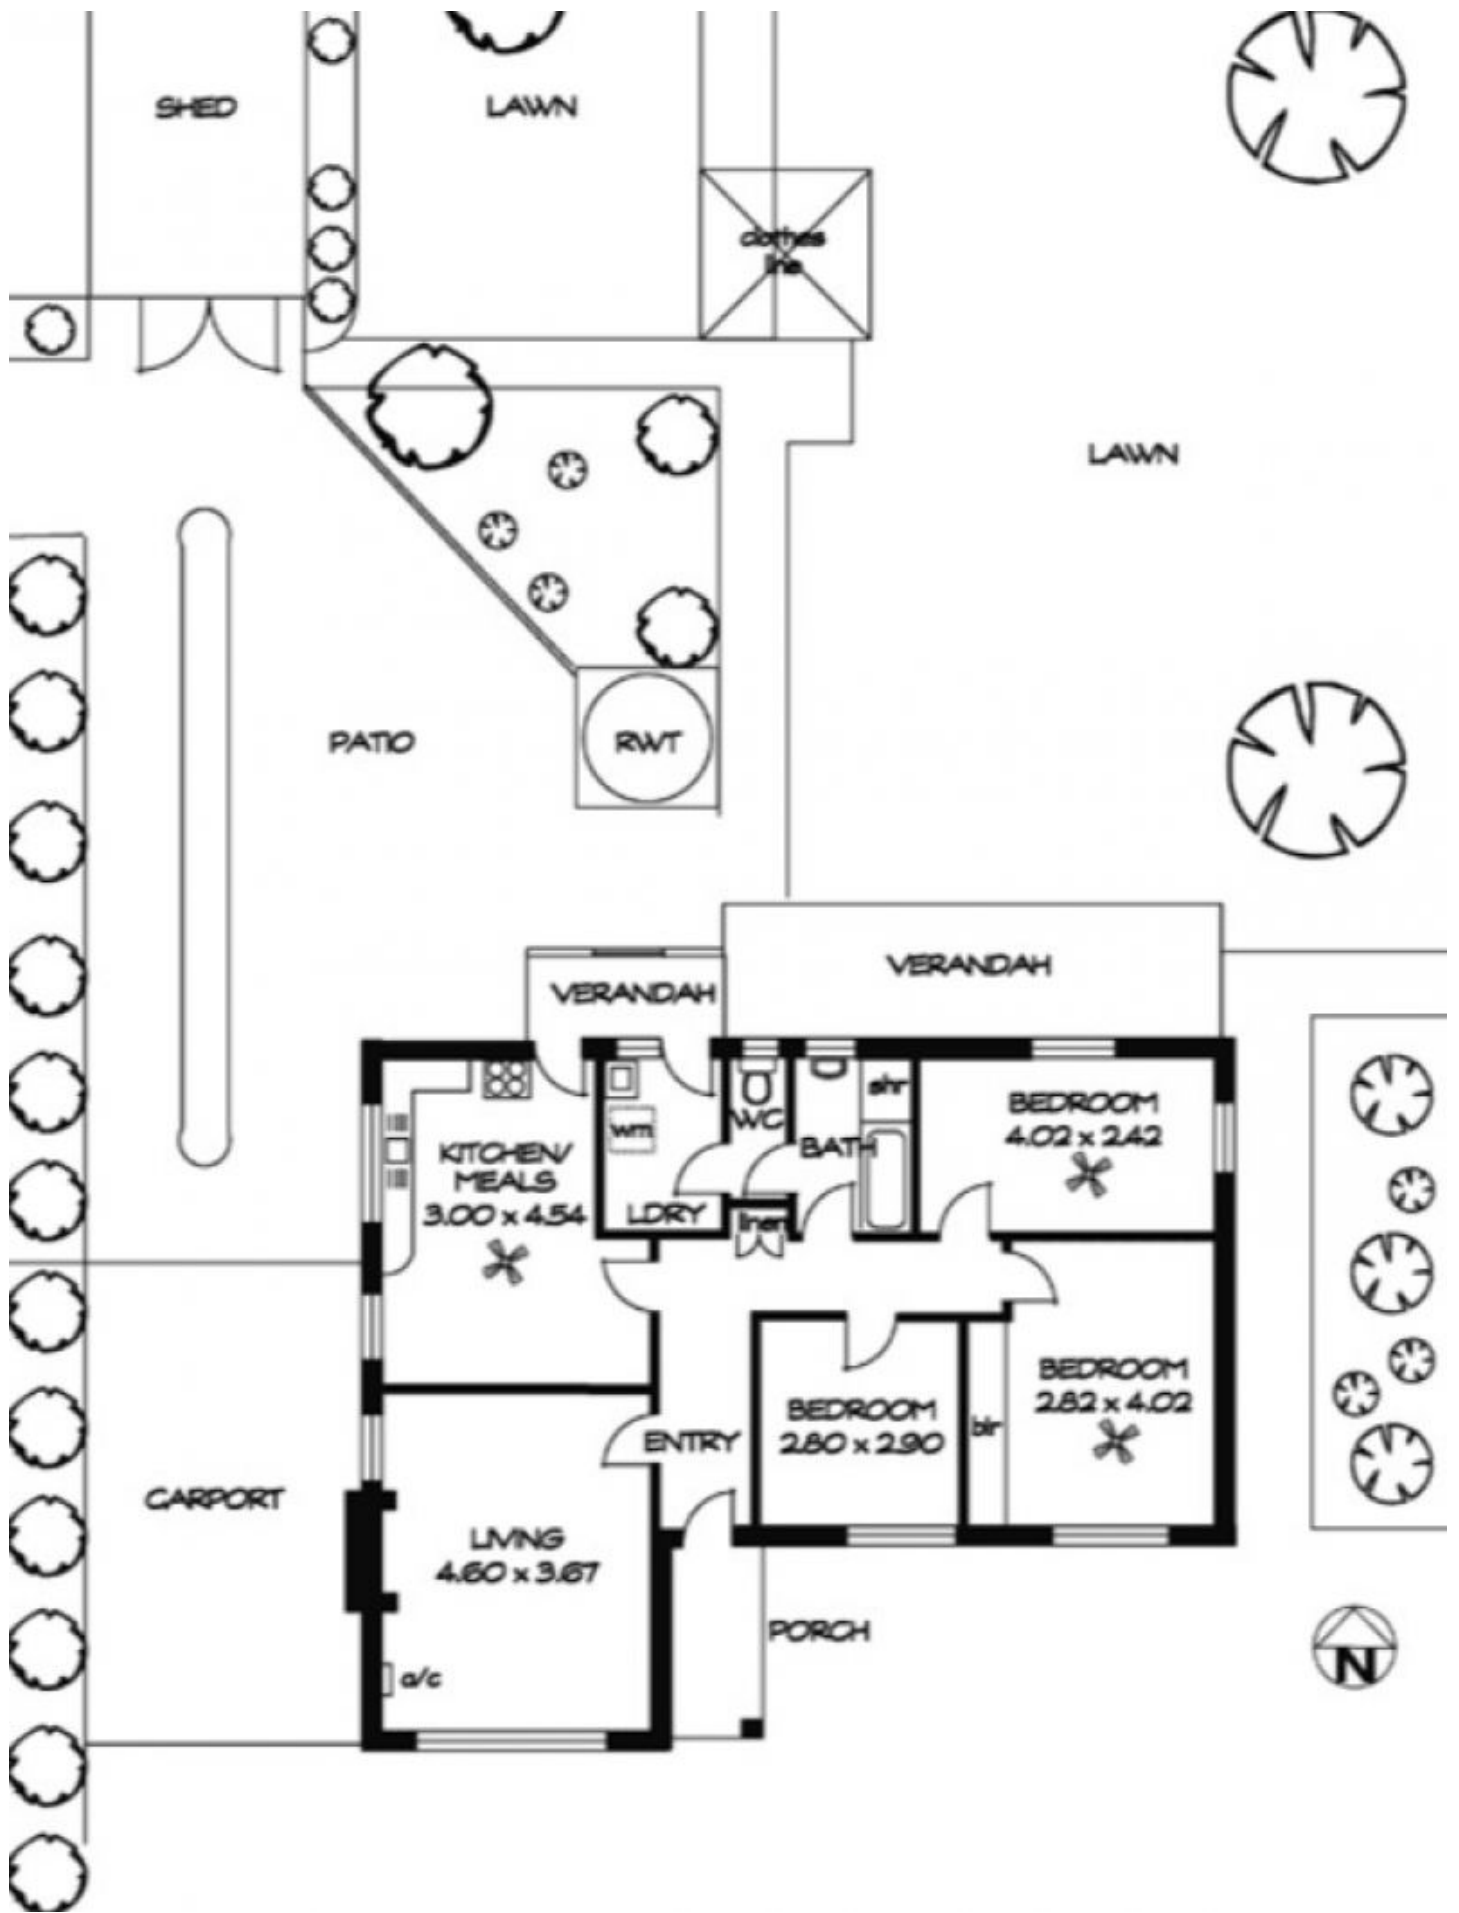 SHED
LAWN
clothes
line
LAWN
PATIO
RWT
VERANDAH
VERANDAH
shr
WC
BATH
wm
LDRY
linen
KITCHEN/
MEALS
3.00 x 4.54
BEDROOM
4.02 x 2.42
BEDROOM
2.82 x 4.02
BEDROOM
2.80 x 2.90
bir
ENTRY
CARPORT
LIVING
4.60 x 3.67
PORCH
a/c
N